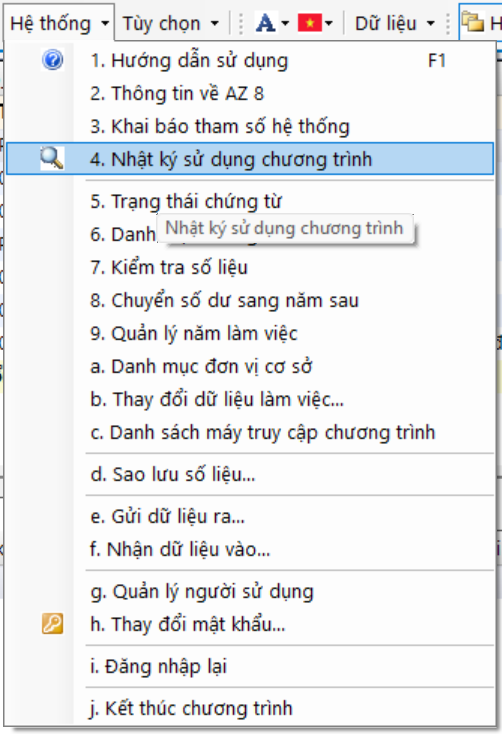 Hệ thống Tùy chọn A Dữ liệu H
1. Hướng dẫn sử dụng F1
2. Thông tin về AZ 8
3. Khai báo tham số hệ thống
4. Nhật ký sử dụng chương trình
5. Trạng thái chứng từ
Nhật ký sử dụng chương trình
6. Danh
7. Kiểm tra số liệu
8. Chuyển số dư sang năm sau
9. Quản lý năm làm việc
a. Danh mục đơn vị cơ sở
b. Thay đổi dữ liệu làm việc...
c. Danh sách máy truy cập chương trình
d. Sao lưu số liệu...
e. Gửi dữ liệu ra...
f. Nhận dữ liệu vào...
g. Quản lý người sử dụng
h. Thay đổi mật khẩu...
i. Đăng nhập lại
j. Kết thúc chương trình